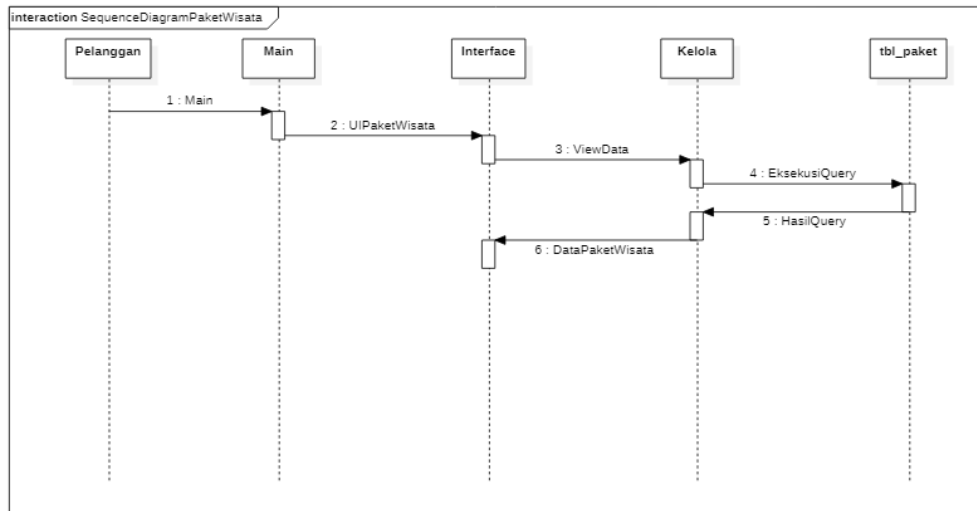 interaction SequenceDiagramPaketWisata
Pelanggan
Main
Interface
Kelola
tbl_paket
1 : Main
2 : UIPaketWisata
3 : ViewData
4 : EksekusiQuery
5 : HasilQuery
6 : DataPaketWisata